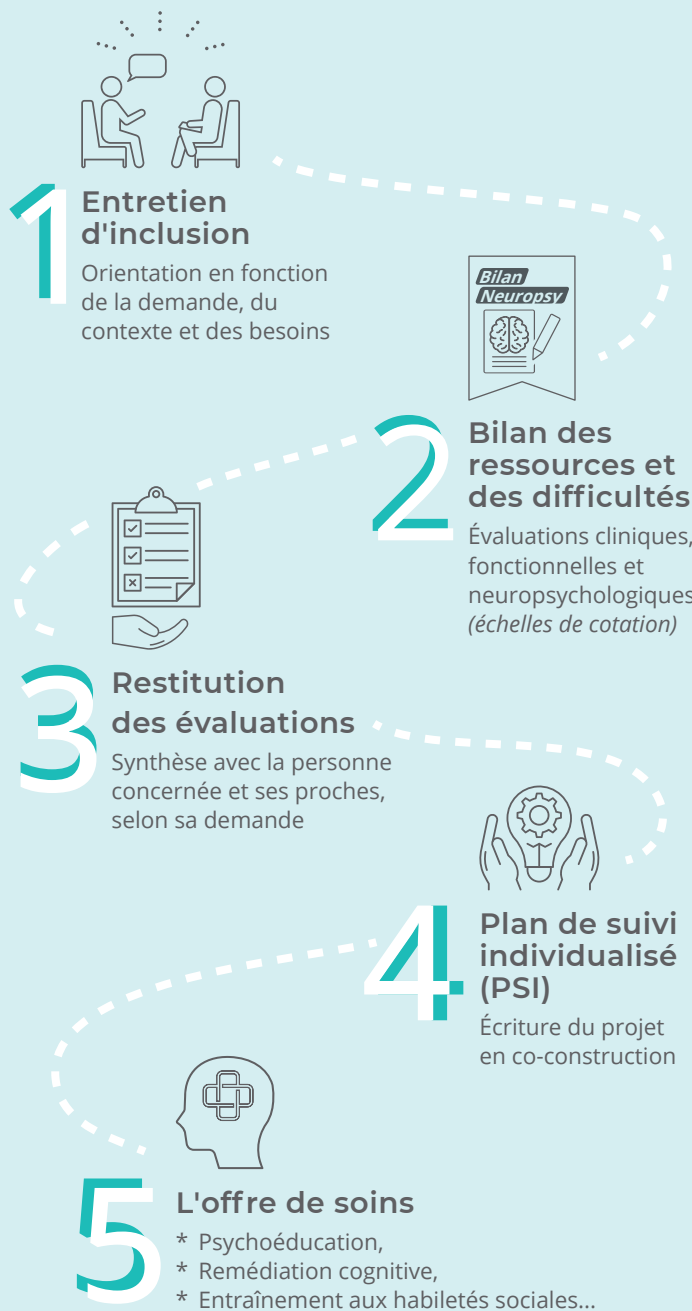 1
Entretien
d'inclusion
Orientation en fonction
de la demande, du
contexte et des besoins
Bilan
Neuropsy
2
Bilan des
ressources et
des difficultés
Évaluations cliniques,
fonctionnelles et
neuropsychologiques
(échelles de cotation)
3
Restitution
des évaluations
Synthèse avec la personne
concernée et ses proches,
selon sa demande
4
Plan de suivi
individualisé
(PSI)
Écriture du projet
en co-construction
5
L'offre de soins
* Psychoéducation,
* Remédiation cognitive,
* Entraînement aux habiletés sociales...